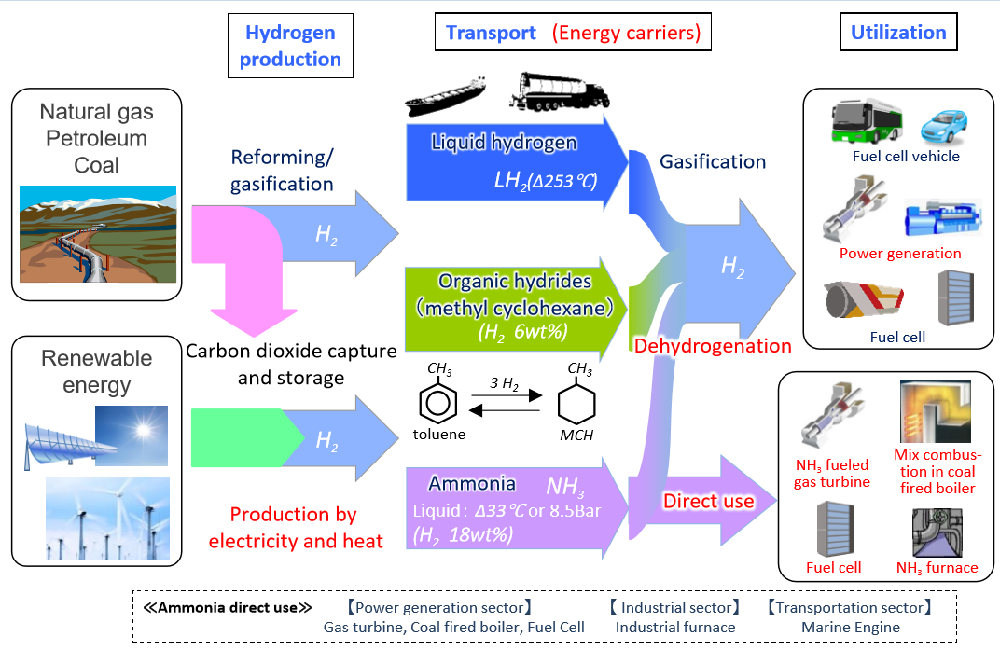 Hydrogen
production
Transport (Energy carriers)
Utilization
Natural gas
Petroleum
Coal
Reforming/
gasification
H2
Liquid hydrogen
LH2(Δ253℃)
Gasification
H2
Fuel cell vehicle
Power generation
Fuel cell
Organic hydrides
(methyl cyclohexane)
(H2 6wt%)
Dehydrogenation
Renewable
energy
Carbon dioxide capture
and storage
H2
Production by
electricity and heat
CH3
3 H2
CH3
toluene
MCH
Ammonia NH3
Liquid : Δ33℃ or 8.5Bar
(H2 18wt%)
Direct use
NH3 fueled
gas turbine
Mix combus-
tion in coal
fired boiler
Fuel cell
NH3 furnace
≪Ammonia direct use≫
【Power generation sector】
Gas turbine, Coal fired boiler, Fuel Cell
【 Industrial sector】
Industrial furnace
【Transportation sector】
Marine Engine